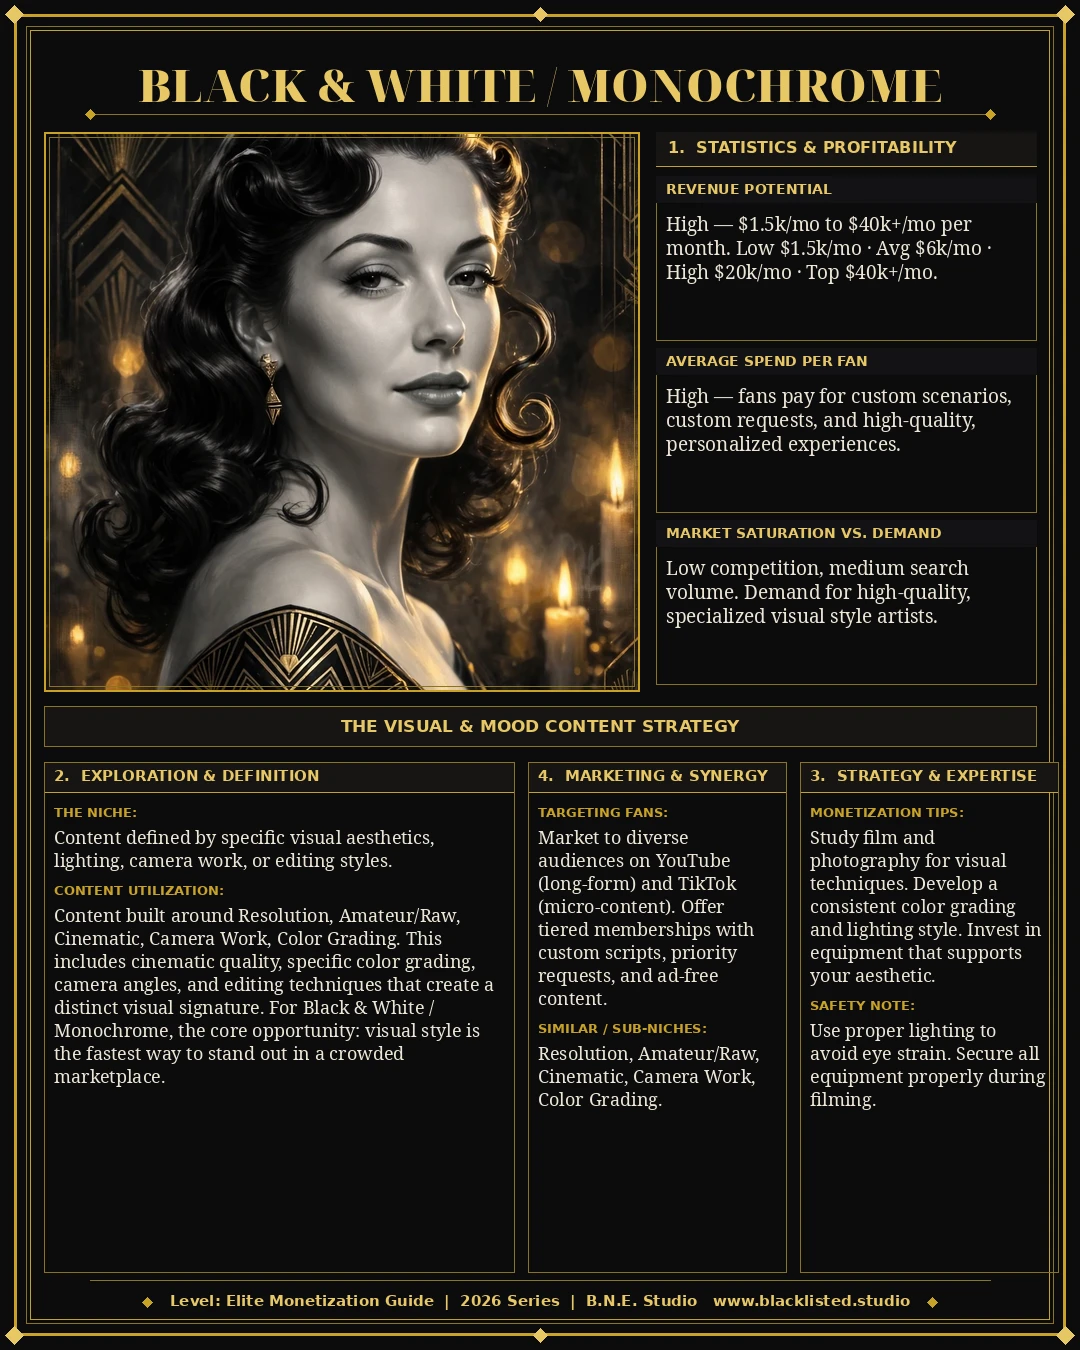 BLACK & WHITE / MONOCHROME
1. STATISTICS & PROFITABILITY
REVENUE POTENTIAL
High — $1.5k/mo to $40k+/mo per
month. Low $1.5k/mo · Avg $6k/mo ·
High $20k/mo · Top $40k+/mo.
AVERAGE SPEND PER FAN
High — fans pay for custom scenarios,
custom requests, and high-quality,
personalized experiences.
MARKET SATURATION VS. DEMAND
Low competition, medium search
volume. Demand for high-quality,
specialized visual style artists.
THE VISUAL & MOOD CONTENT STRATEGY
2. EXPLORATION & DEFINITION
THE NICHE:
Content defined by specific visual aesthetics,
lighting, camera work, or editing styles.
CONTENT UTILIZATION:
Content built around Resolution, Amateur/Raw,
Cinematic, Camera Work, Color Grading. This
includes cinematic quality, specific color grading,
camera angles, and editing techniques that create a
distinct visual signature. For Black & White /
Monochrome, the core opportunity: visual style is
the fastest way to stand out in a crowded
marketplace.
4. MARKETING & SYNERGY
TARGETING FANS:
Market to diverse
audiences on YouTube
(long-form) and TikTok
(micro-content). Offer
tiered memberships with
custom scripts, priority
requests, and ad-free
content.
SIMILAR / SUB-NICHES:
Resolution, Amateur/Raw,
Cinematic, Camera Work,
Color Grading.
3. STRATEGY & EXPERTISE
MONETIZATION TIPS:
Study film and
photography for visual
techniques. Develop a
consistent color grading
and lighting style. Invest in
equipment that supports
your aesthetic.
SAFETY NOTE:
Use proper lighting to
avoid eye strain. Secure all
equipment properly during
filming.
Level: Elite Monetization Guide | 2026 Series | B.N.E. Studio www.blacklisted.studio